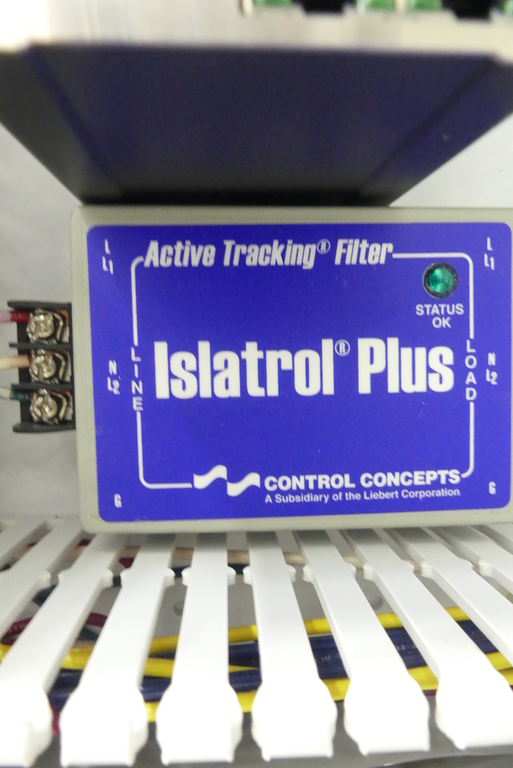 L
L1
Active Tracking® Filter
L
L1
STATUS
OK
Islatrol® Plus
N
L2
LINE
LOAD
N
L2
CONTROL CONCEPTS
A Subsidiary of the Liebert Corporation
G
G